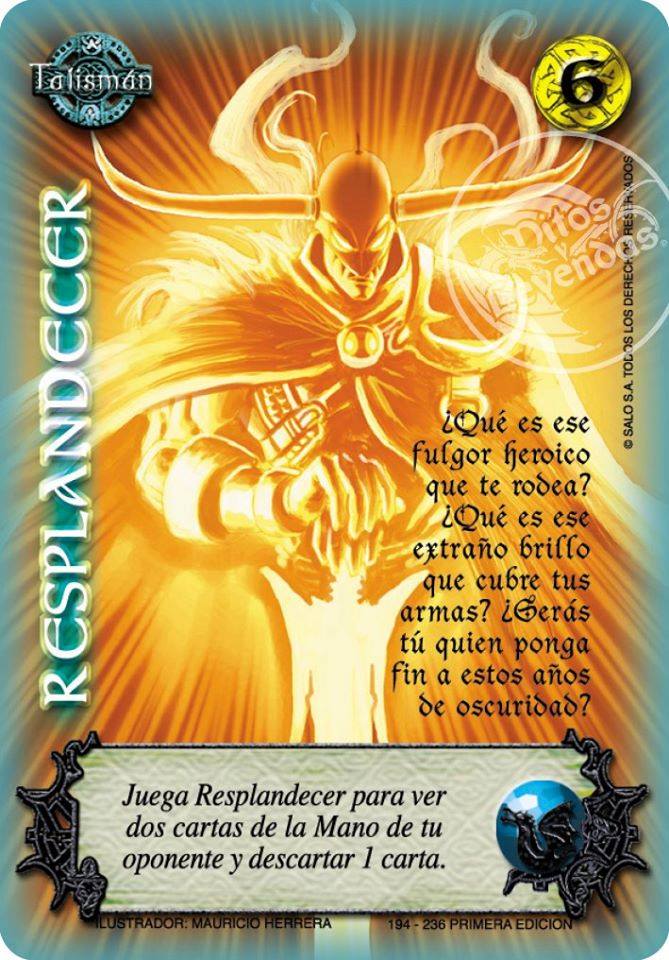 Talismán
6
RESPLANDECER
Mitos
y
Leyendas
© SALO S.A. TODOS LOS DERECHOS RESERVADOS
¿Qué es ese
fulgor heroico
que te rodea?
¿Qué es ese
extraño brillo
que cubre tus
armas? ¿Serás
tú quien ponga
fin a estos años
de oscuridad?
Juega Resplandecer para ver
dos cartas de la Mano de tu
oponente y descartar 1 carta.
ILUSTRADOR: MAURICIO HERRERA
194 - 236 PRIMERA EDICION